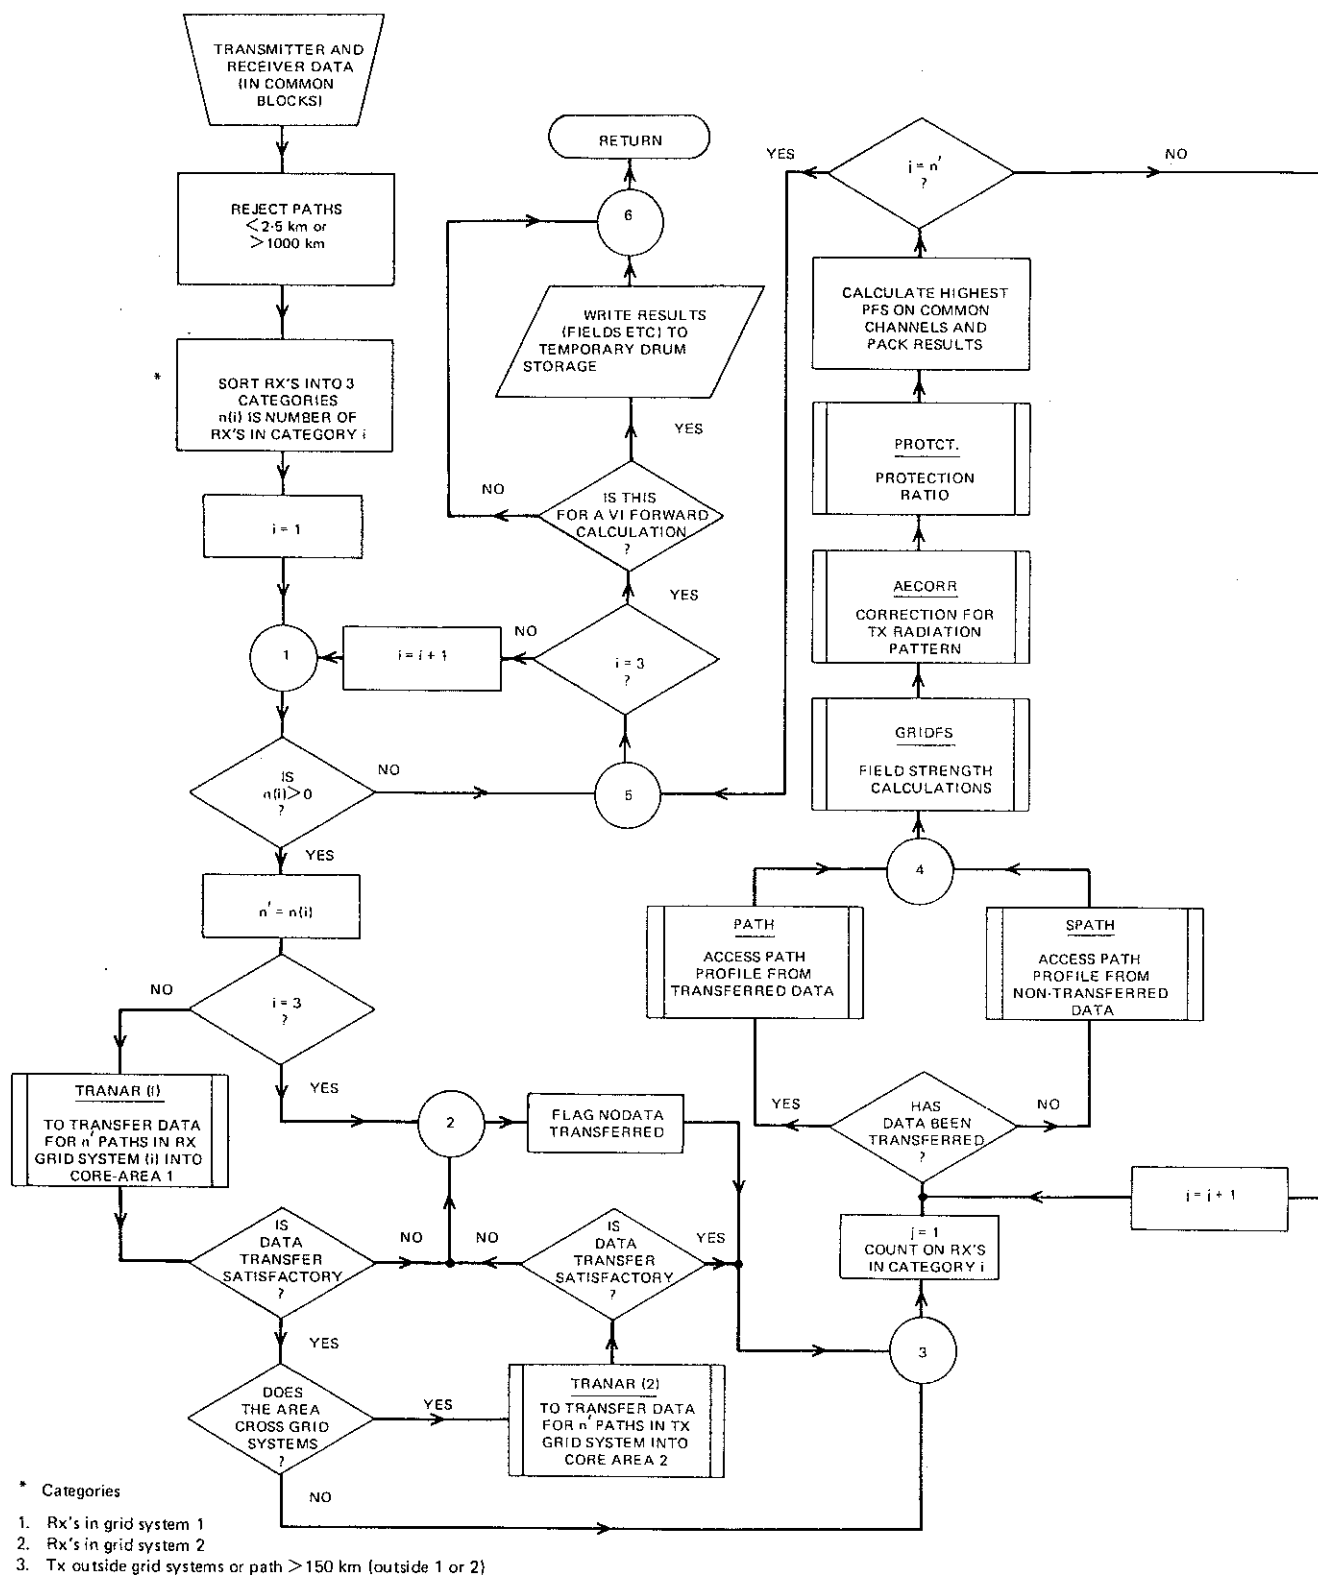 TRANSMITTER AND
RECEIVER DATA
(IN COMMON
BLOCKS)
REJECT PATHS
<2·5 km or
>1000 km
*
SORT RX'S INTO 3
CATEGORIES
n(i) IS NUMBER OF
RX'S IN CATEGORY i
i = 1
1
IS
n(i)>0
?
NO
YES
n' = n(i)
i = 3
?
NO
YES
TRANAR (i)
TO TRANSFER DATA
FOR n' PATHS IN RX
GRID SYSTEM (i) INTO
CORE-AREA 1
IS
DATA
TRANSFER
SATISFACTORY
?
NO
YES
DOES
THE AREA
CROSS GRID
SYSTEMS
?
YES
NO
RETURN
6
WRITE RESULTS
(FIELDS ETC) TO
TEMPORARY DRUM
STORAGE
YES
NO
IS THIS
FOR A VI FORWARD
CALCULATION
?
YES
NO
i = i + 1
i = 3
?
5
2
FLAG NODATA
TRANSFERRED
NO
IS
DATA
TRANSFER
SATISFACTORY
?
YES
TRANAR (2)
TO TRANSFER DATA
FOR n' PATHS IN TX
GRID SYSTEM INTO
CORE AREA 2
YES
j = n'
?
NO
CALCULATE HIGHEST
PFS ON COMMON
CHANNELS AND
PACK RESULTS
PROTCT.
PROTECTION
RATIO
AECORR
CORRECTION FOR
TX RADIATION
PATTERN
GRIDFS
FIELD STRENGTH
CALCULATIONS
4
PATH
ACCESS PATH
PROFILE FROM
TRANSFERRED DATA
SPATH
ACCESS PATH
PROFILE FROM
NON-TRANSFERRED
DATA
YES
HAS
DATA BEEN
TRANSFERRED
?
NO
j = j + 1
j = 1
COUNT ON RX'S
IN CATEGORY i
3
* Categories
1. Rx's in grid system 1
2. Rx's in grid system 2
3. Tx outside grid systems or path >150 km (outside 1 or 2)